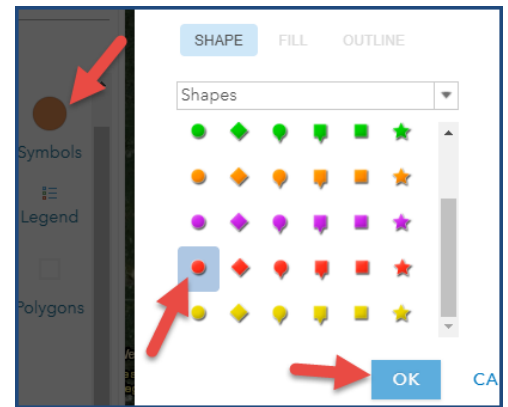 SHAPE FILL OUTLINE
Shapes
Symbols
Legend
Polygons
OK CA